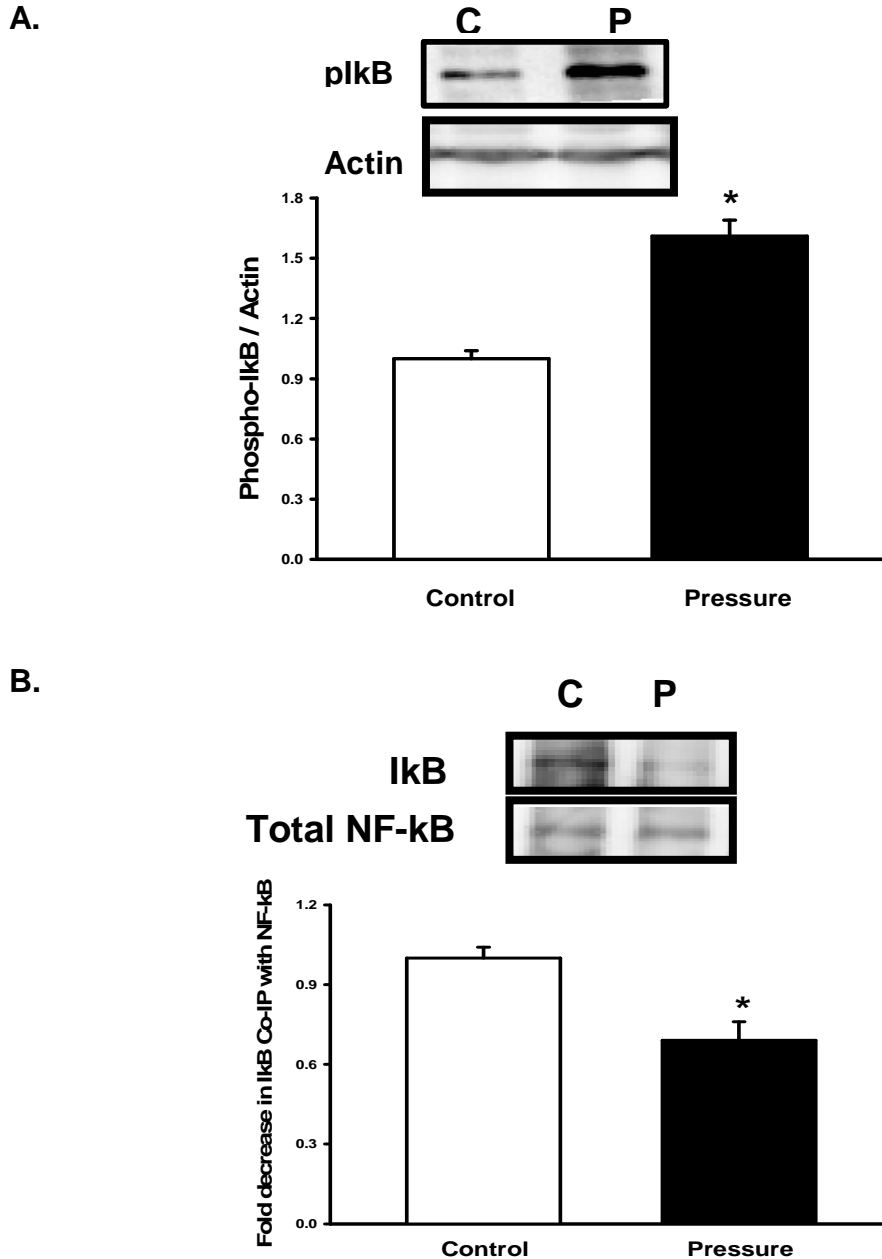 A.
C P
pIkB
Actin
1.8
*
1.5
1.2
0.9
0.6
0.3
0.0
Phospho-IkB / Actin
Control Pressure
B.
C P
IkB
Total NF-kB
1.2
0.9
*
0.6
0.3
0.0
Fold decrease in IkB Co-IP with NF-kB
Control Pressure